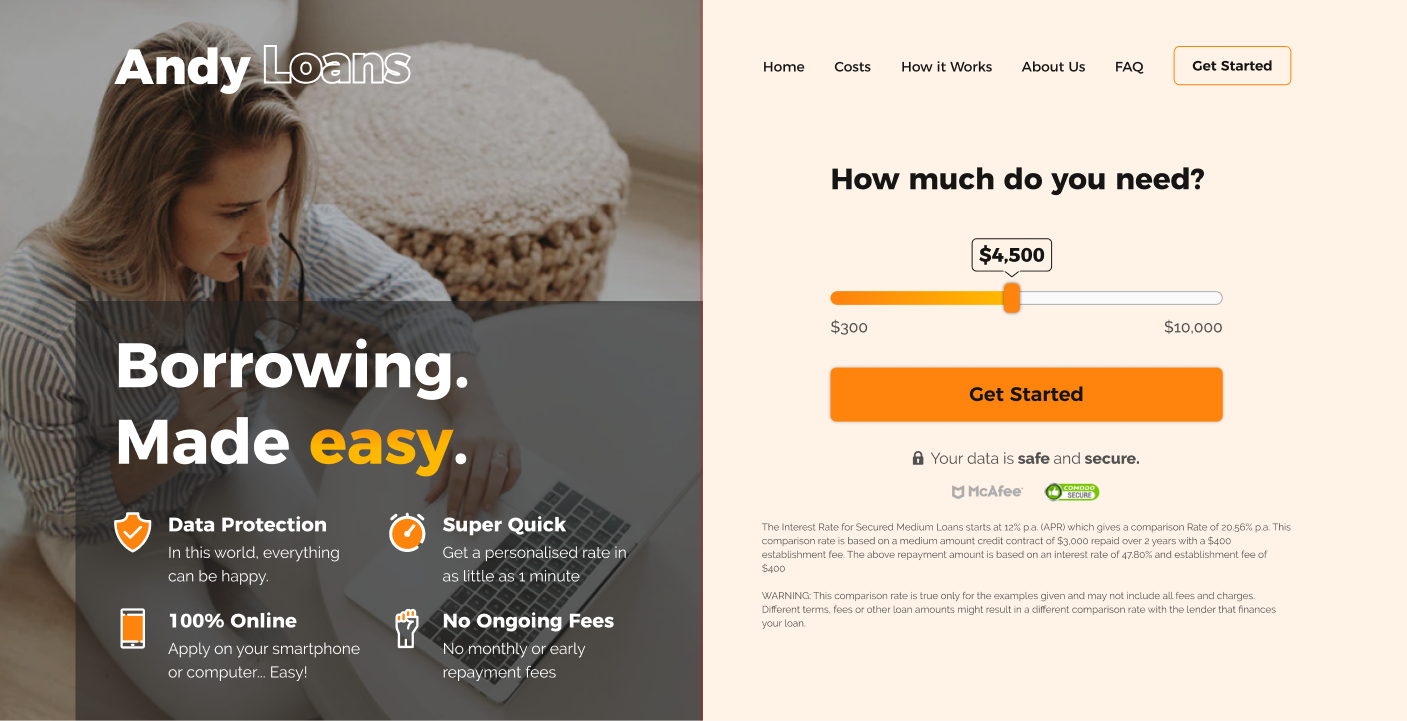 Andy Loans
Home Costs How it Works About Us FAQ Get Started
Borrowing.
Made easy.
Data Protection
In this world, everything
can be happy.
Super Quick
Get a personalised rate in
as little as 1 minute
100% Online
Apply on your smartphone
or computer... Easy!
No Ongoing Fees
No monthly or early
repayment fees
How much do you need?
$4,500
$300 $10,000
Get Started
Your data is safe and secure.
McAfee
COMODO
SECURE
The Interest Rate for Secured Medium Loans starts at 12% p.a. (APR) which gives a comparison Rate of 20.56% p.a. This
comparison rate is based on a medium amount credit contract of $3,000 repaid over 2 years with a $400
establishment fee. The above repayment amount is based on an interest rate of 47.80% and establishment fee of
$400
WARNING: This comparison rate is true only for the examples given and may not include all fees and charges.
Different terms, fees or other loan amounts might result in a different comparison rate with the lender that finances
your loan.